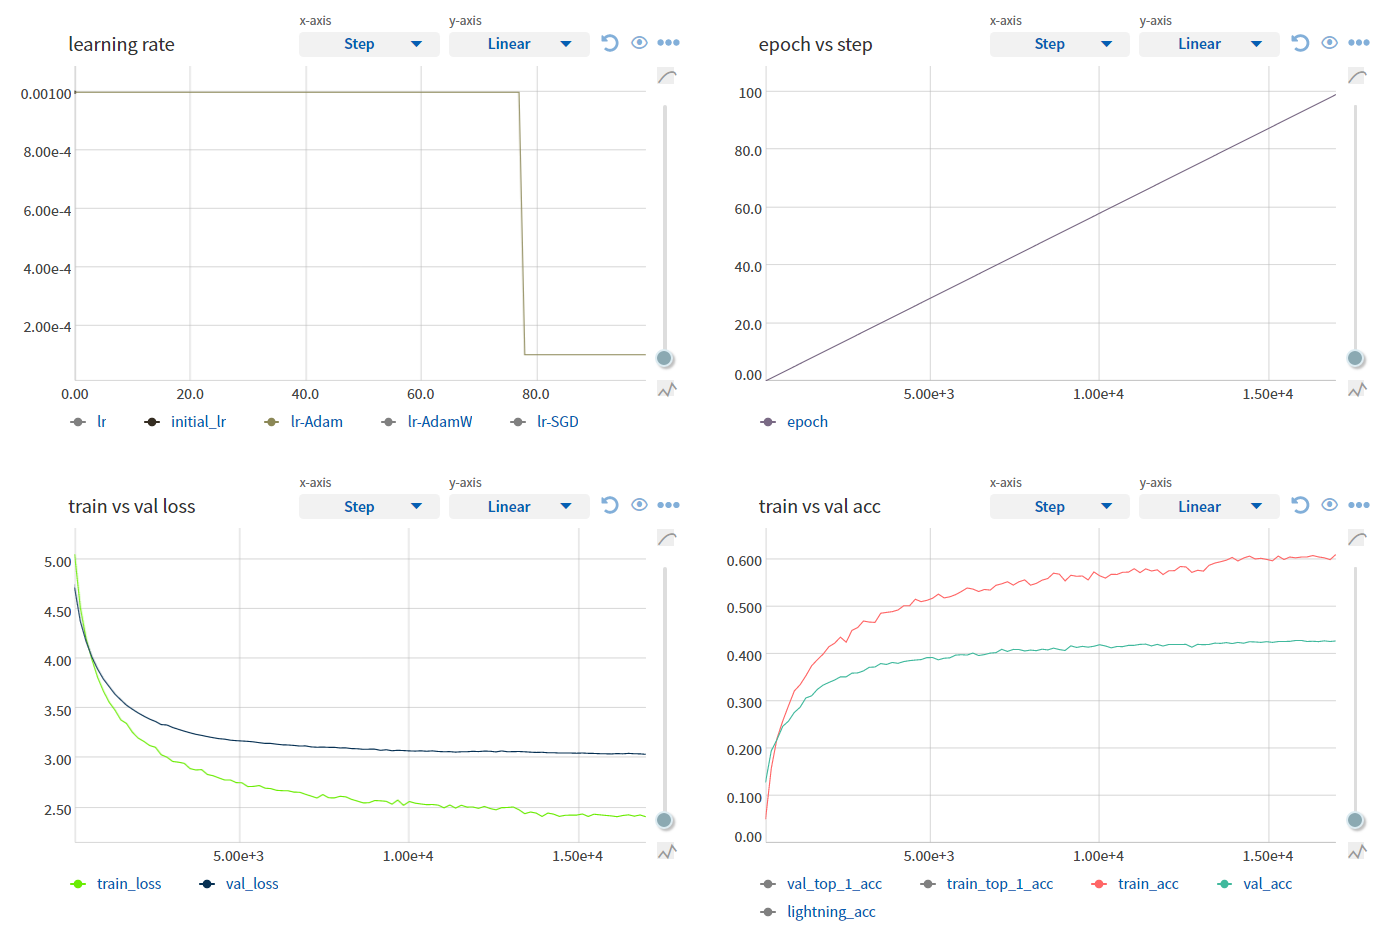 x-axis y-axis
learning rate Step Linear
0.00100
8.00e-4
6.00e-4
4.00e-4
2.00e-4
0.00 20.0 40.0 60.0 80.0
lr initial_lr lr-Adam lr-AdamW lr-SGD
x-axis y-axis
epoch vs step Step Linear
100
80.0
60.0
40.0
20.0
0.00
5.00e+3 1.00e+4 1.50e+4
epoch
x-axis y-axis
train vs val loss Step Linear
5.00
4.50
4.00
3.50
3.00
2.50
5.00e+3 1.00e+4 1.50e+4
train_loss val_loss
x-axis y-axis
train vs val acc Step Linear
0.600
0.500
0.400
0.300
0.200
0.100
0.00
5.00e+3 1.00e+4 1.50e+4
val_top_1_acc train_top_1_acc train_acc val_acc
lightning_acc